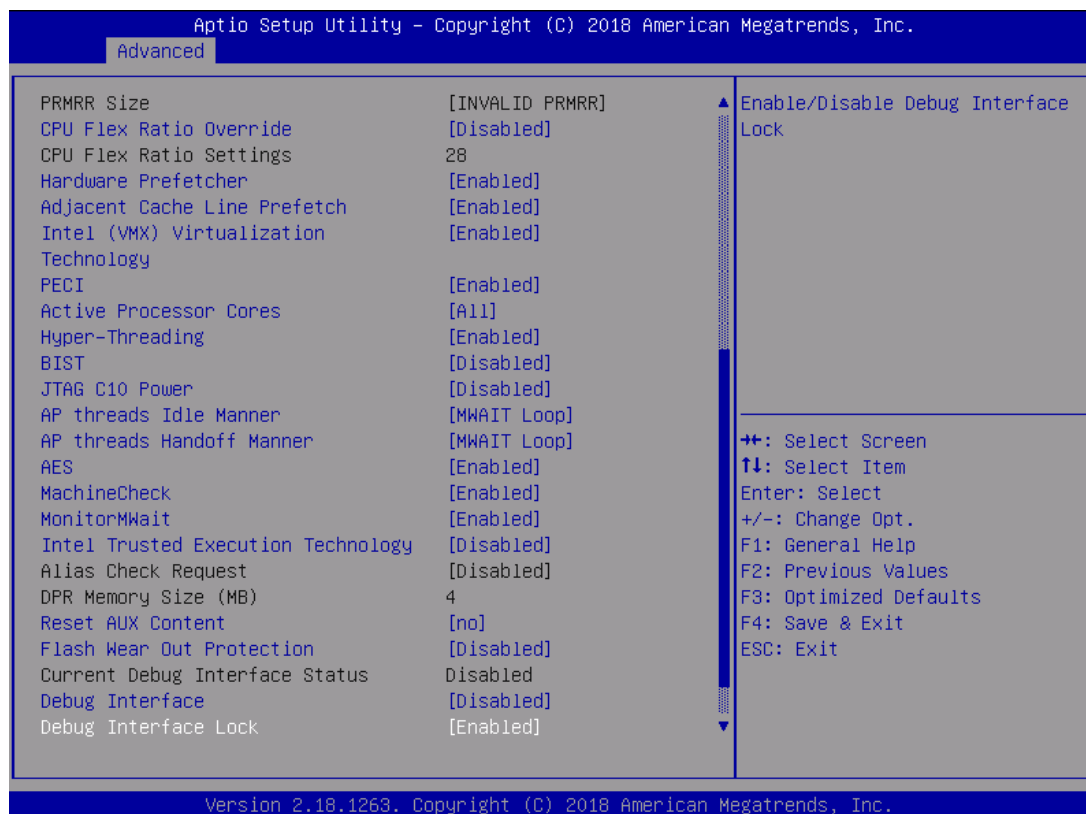 Aptio Setup Utility – Copyright (C) 2018 American Megatrends, Inc.
Advanced
PRMRR Size [INVALID PRMRR]
CPU Flex Ratio Override [Disabled]
CPU Flex Ratio Settings 28
Hardware Prefetcher [Enabled]
Adjacent Cache Line Prefetch [Enabled]
Intel (VMX) Virtualization [Enabled]
Technology
PECI [Enabled]
Active Processor Cores [All]
Hyper-Threading [Enabled]
BIST [Disabled]
JTAG C10 Power [Disabled]
AP threads Idle Manner [MWAIT Loop]
AP threads Handoff Manner [MWAIT Loop]
AES [Enabled]
MachineCheck [Enabled]
MonitorMWait [Enabled]
Intel Trusted Execution Technology [Disabled]
Alias Check Request [Disabled]
DPR Memory Size (MB) 4
Reset AUX Content [no]
Flash Wear Out Protection [Disabled]
Current Debug Interface Status Disabled
Debug Interface [Disabled]
Debug Interface Lock [Enabled]
Enable/Disable Debug Interface
Lock
→←: Select Screen
↑↓: Select Item
Enter: Select
+/-: Change Opt.
F1: General Help
F2: Previous Values
F3: Optimized Defaults
F4: Save & Exit
ESC: Exit
Version 2.18.1263. Copyright (C) 2018 American Megatrends, Inc.